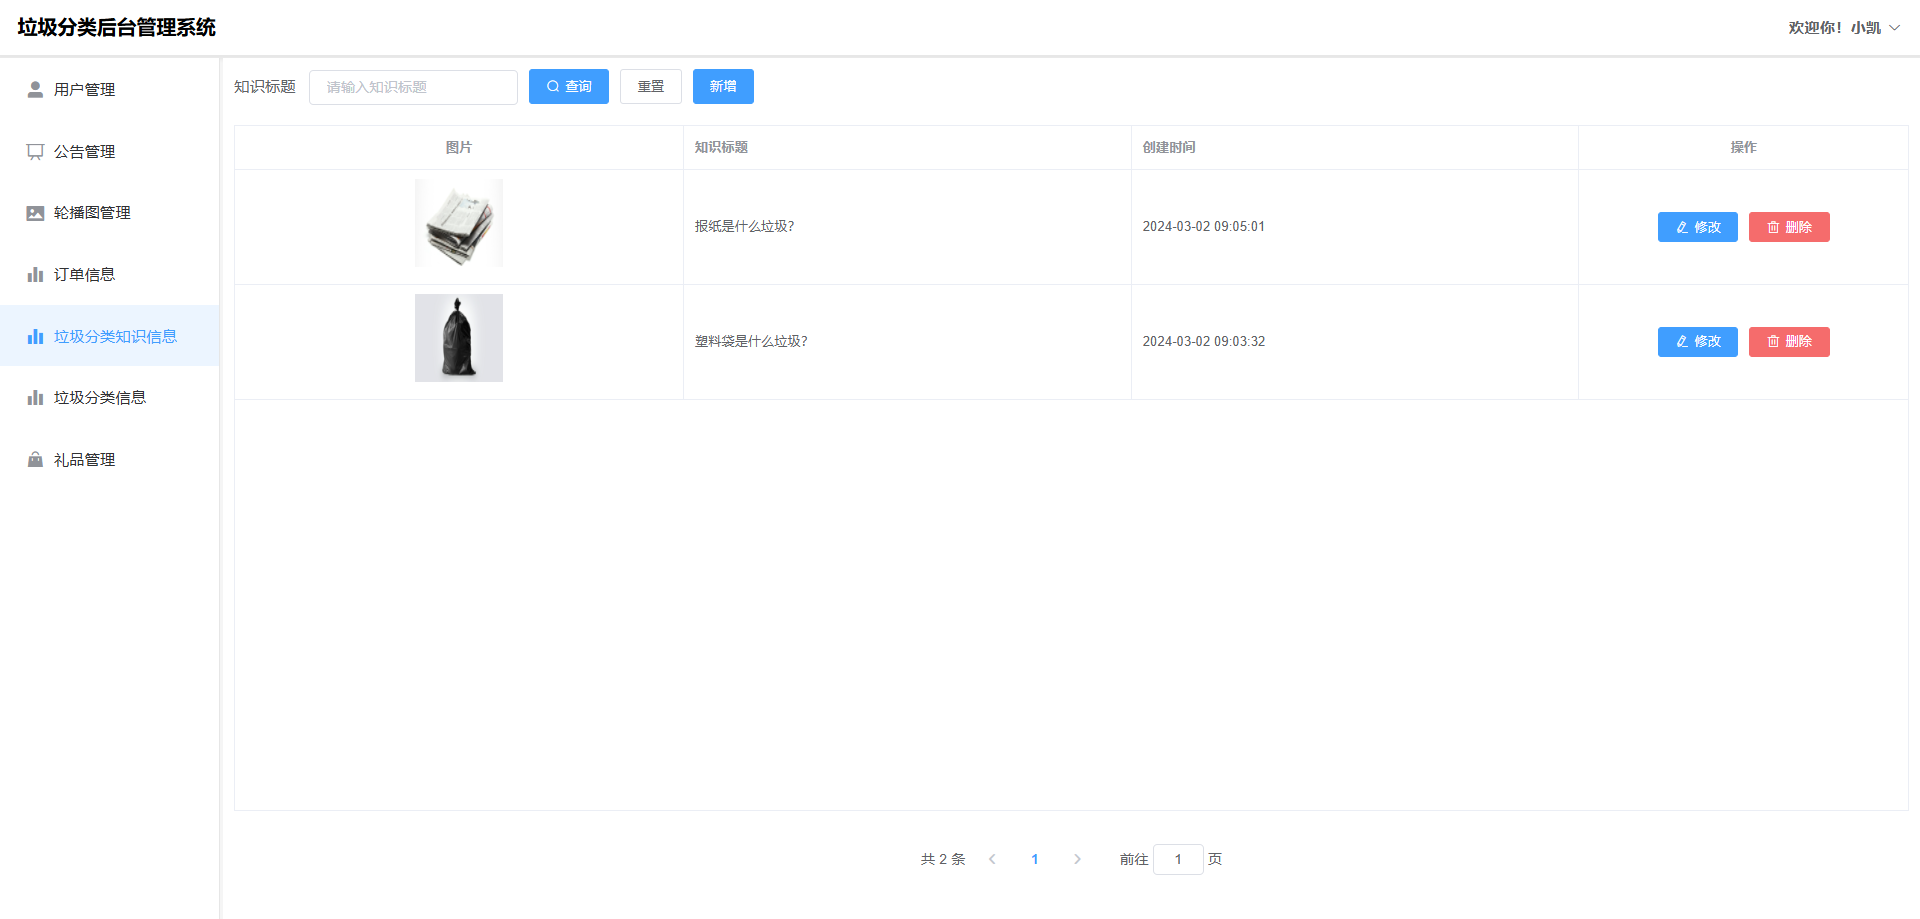 垃圾分类后台管理系统
欢迎你！小凯
用户管理
公告管理
轮播图管理
订单信息
垃圾分类知识信息
垃圾分类信息
礼品管理
知识标题 请输入知识标题 查询 重置 新增
图片 知识标题 创建时间 操作
报纸是什么垃圾？ 2024-03-02 09:05:01 修改 删除
塑料袋是什么垃圾？ 2024-03-02 09:03:32 修改 删除
共 2 条 1 前往 1 页